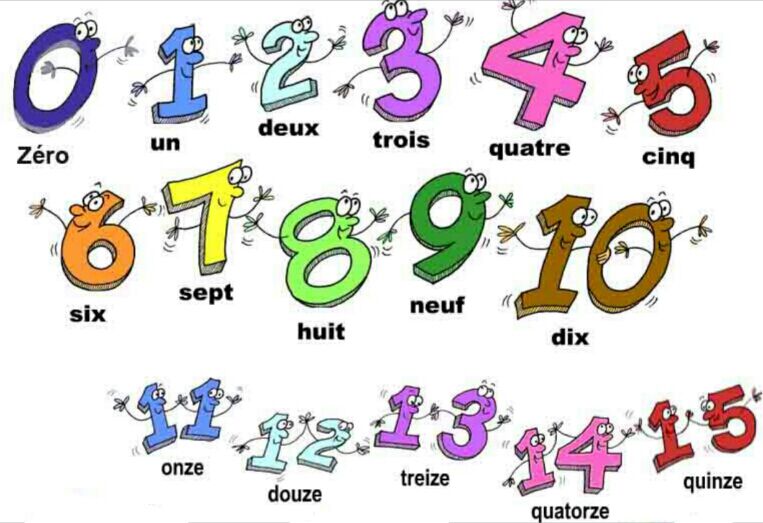 0 1 2 3 4 5
Zéro un deux trois quatre cinq
6 7 8 9 10
six sept huit neuf dix
11 12 13 14 15
onze douze treize quatorze quinze